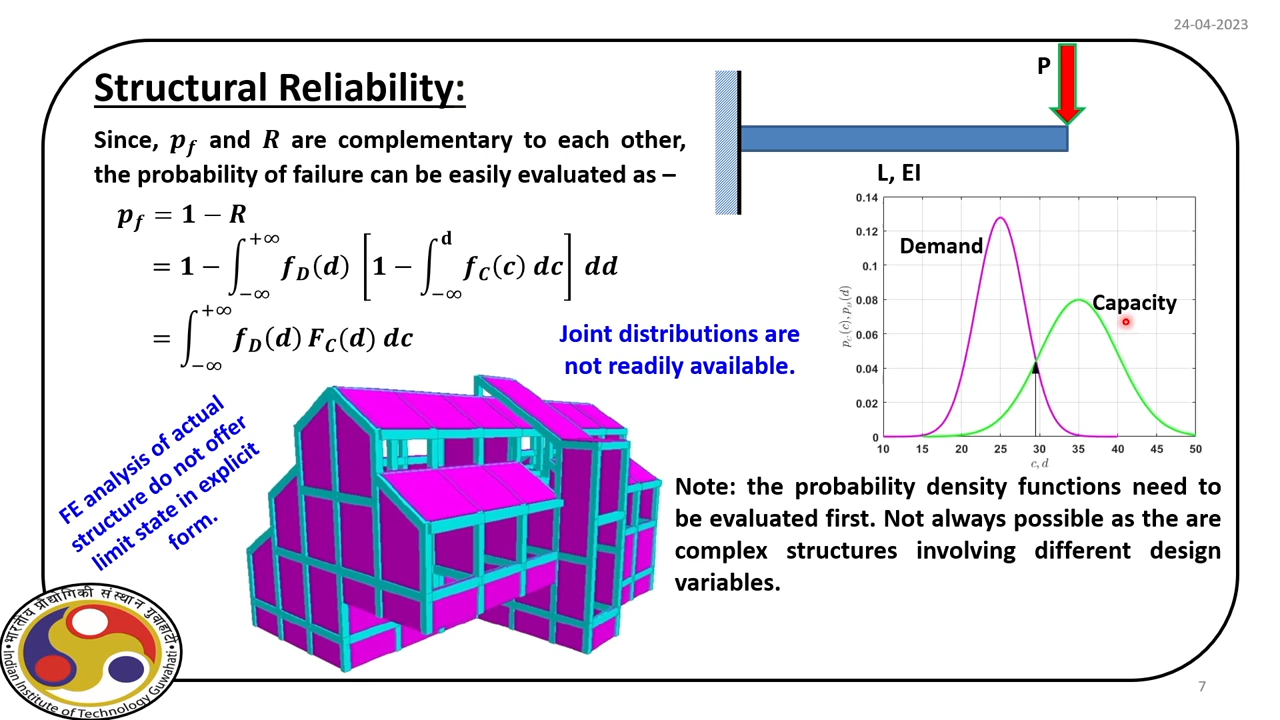 24-04-2023
Structural Reliability:
Since, p_f and R are complementary to each other,
the probability of failure can be easily evaluated as –
p_f = 1 − R
= 1 − ∫_{−∞}^{+∞} f_D(d) [1 − ∫_{−∞}^{d} f_C(c) dc] dd
= ∫_{−∞}^{+∞} f_D(d) F_C(d) dc
Joint distributions are
not readily available.
FE analysis of actual
structure do not offer
limit state in explicit
form.
P
L, EI
0.14
0.12
0.1
0.08
0.06
0.04
0.02
0
Demand
Capacity
p_C(c), p_D(d)
10 15 20 25 30 35 40 45 50
c, d
Note: the probability density functions need to
be evaluated first. Not always possible as the are
complex structures involving different design
variables.
भारतीय प्रौद्योगिकी संस्थान गुवाहाटी
Indian Institute of Technology Guwahati
7